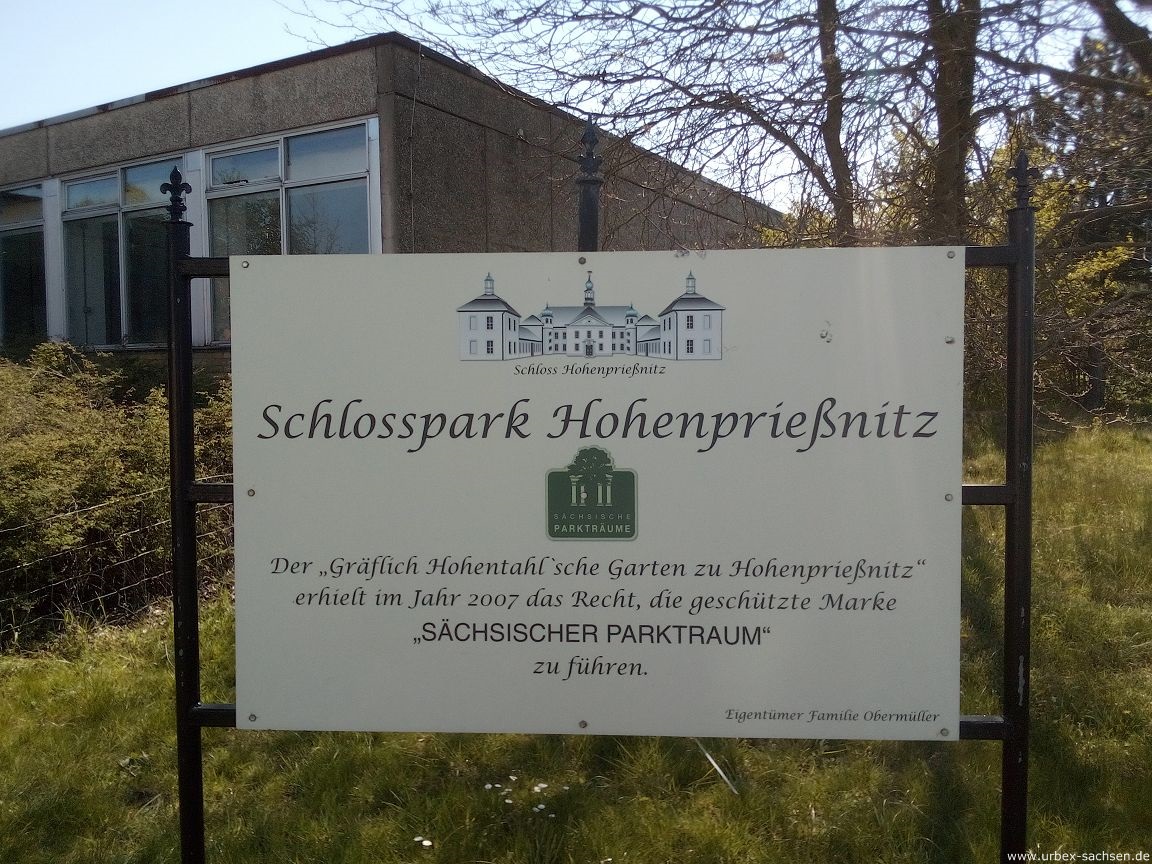 Schloss Hohenprießnitz
Schlosspark Hohenprießnitz
SÄCHSISCHE
PARKTRÄUME
Der „Gräflich Hohentahl`sche Garten zu Hohenprießnitz“
erhielt im Jahr 2007 das Recht, die geschützte Marke
„SÄCHSISCHER PARKTRAUM“
zu führen.
Eigentümer Familie Obermüller
www.urbex-sachsen.de